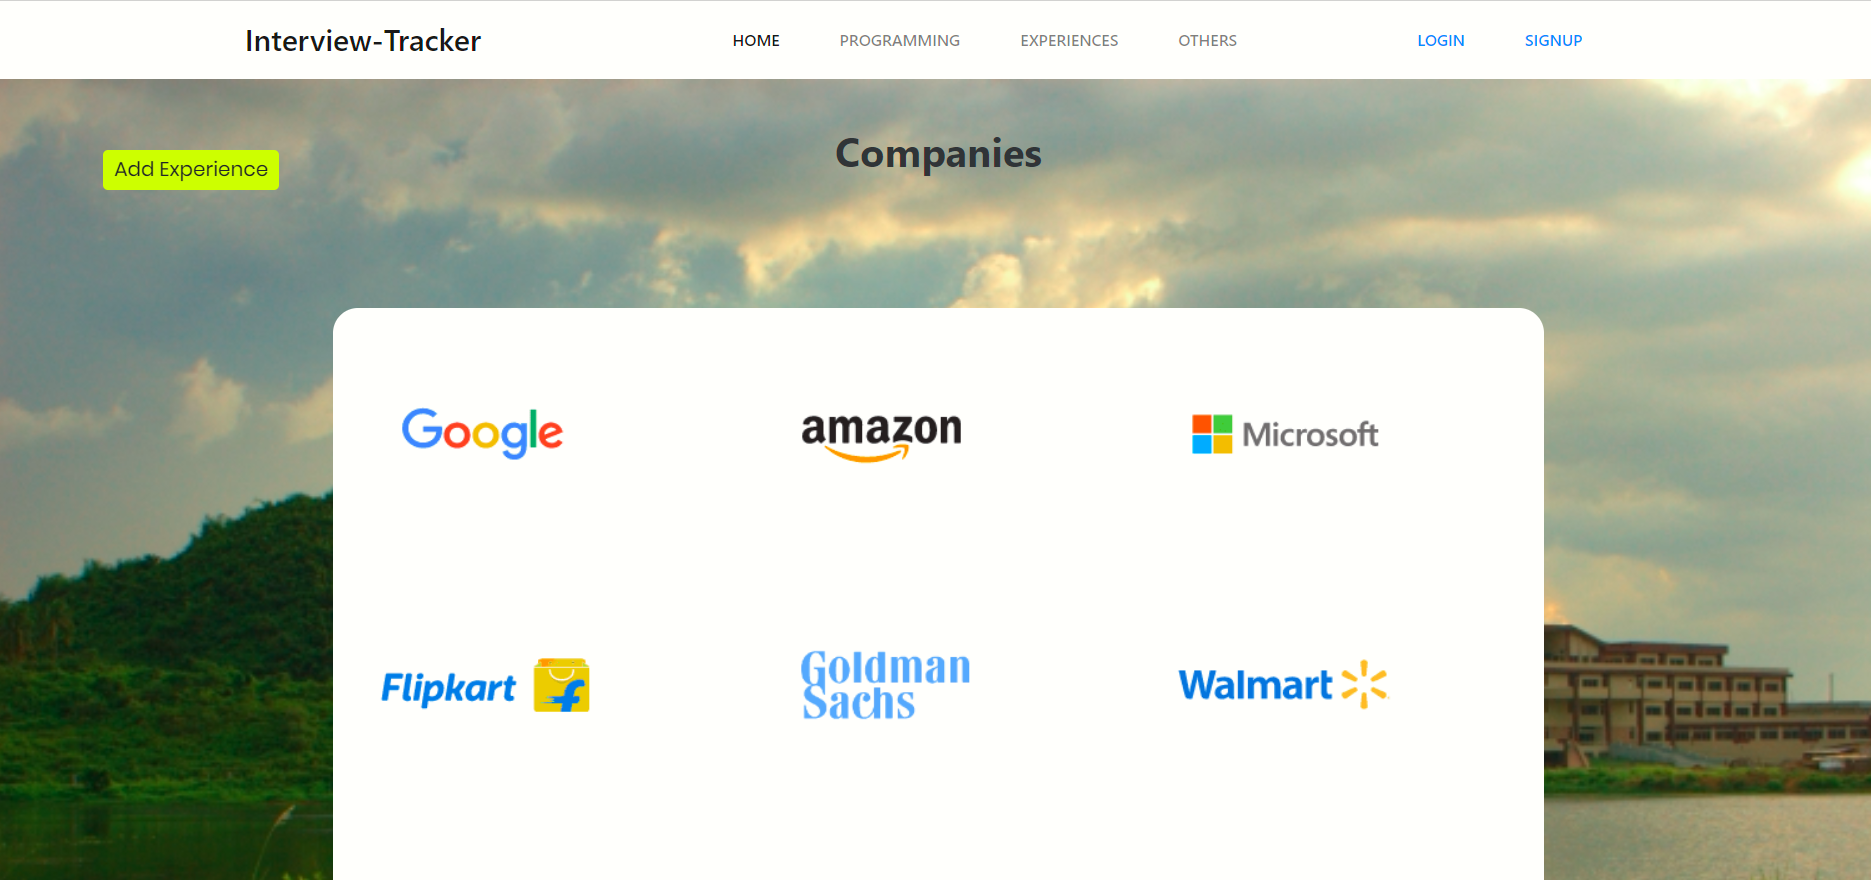 Interview-Tracker HOME PROGRAMMING EXPERIENCES OTHERS LOGIN SIGNUP
Companies
Add Experience
Google amazon Microsoft
Flipkart Goldman Sachs Walmart